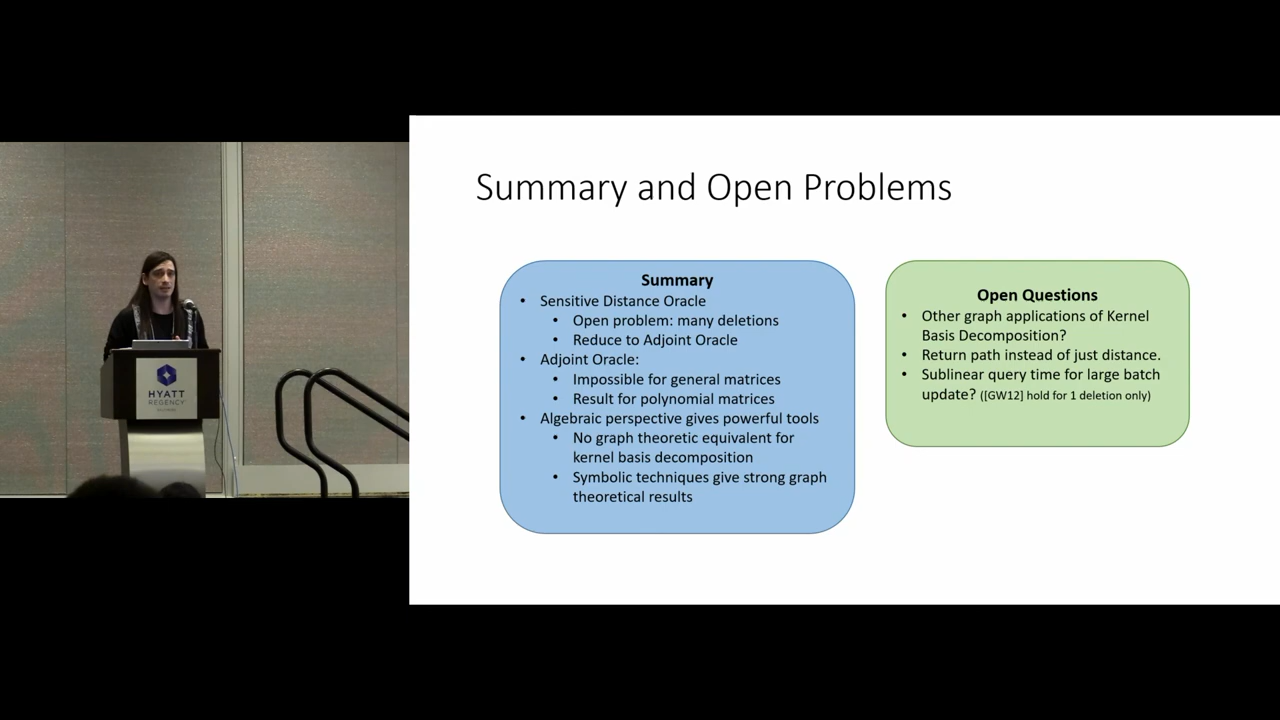 Summary and Open Problems
Summary
• Sensitive Distance Oracle
• Open problem: many deletions
• Reduce to Adjoint Oracle
• Adjoint Oracle:
• Impossible for general matrices
• Result for polynomial matrices
• Algebraic perspective gives powerful tools
• No graph theoretic equivalent for
kernel basis decomposition
• Symbolic techniques give strong graph
theoretical results
Open Questions
• Other graph applications of Kernel
Basis Decomposition?
• Return path instead of just distance.
• Sublinear query time for large batch
update? ([GW12] hold for 1 deletion only)
HYATT
REGENCY